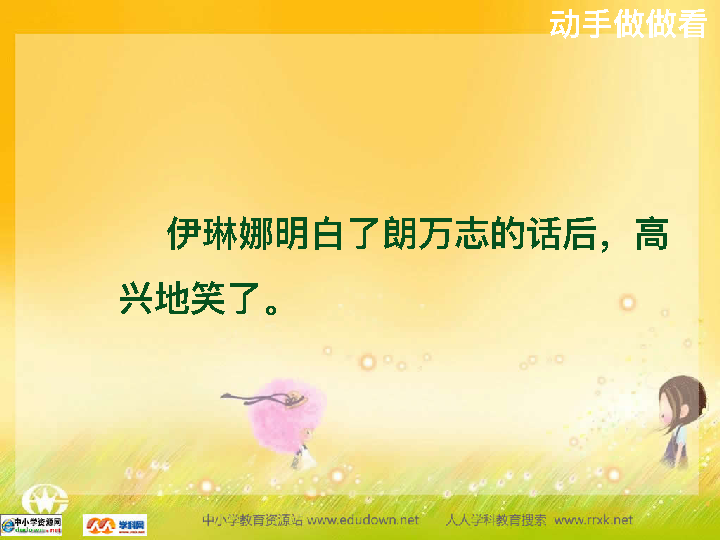 动手做做看
伊琳娜明白了朗万志的话后，高
兴地笑了。
中小学资源网
学科网
中小学教育资源站 www.edudown.net 人人学科教育搜索 www.rrxk.net